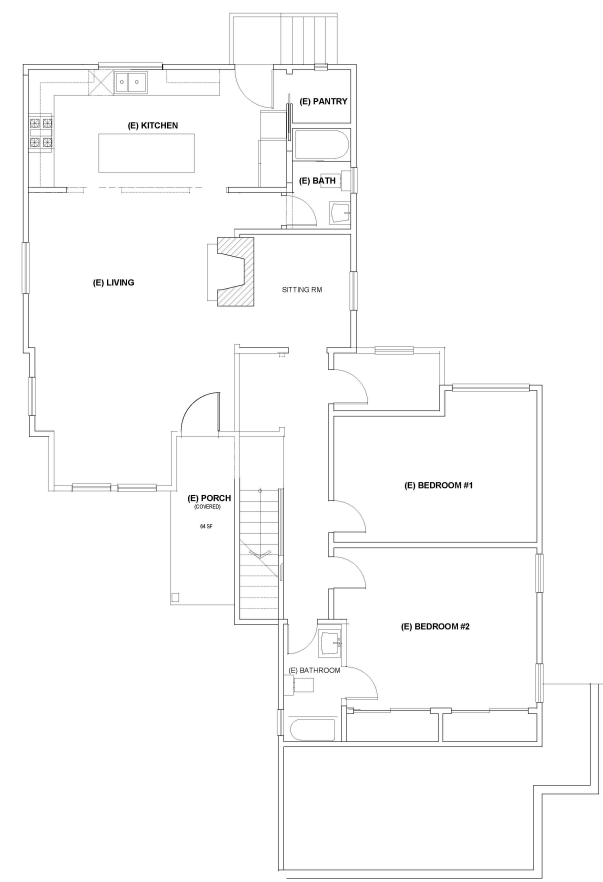 (E) PANTRY
(E) KITCHEN
(E) BATH
(E) LIVING
SITTING RM
(E) BEDROOM #1
(E) PORCH
(COVERED)
64 SF
(E) BEDROOM #2
(E) BATHROOM